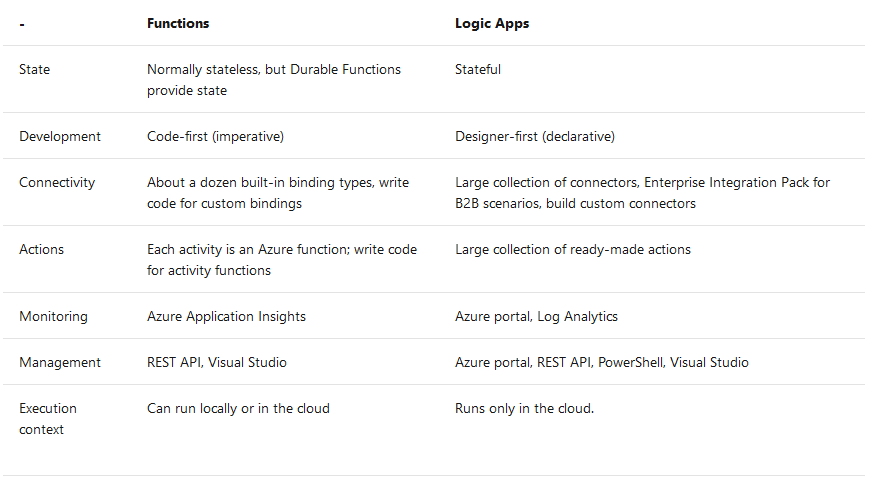 - Functions Logic Apps
State Normally stateless, but Durable Functions Stateful
provide state
Development Code-first (imperative) Designer-first (declarative)
Connectivity About a dozen built-in binding types, write Large collection of connectors, Enterprise Integration Pack for
code for custom bindings B2B scenarios, build custom connectors
Actions Each activity is an Azure function; write code Large collection of ready-made actions
for activity functions
Monitoring Azure Application Insights Azure portal, Log Analytics
Management REST API, Visual Studio Azure portal, REST API, PowerShell, Visual Studio
Execution Can run locally or in the cloud Runs only in the cloud.
context